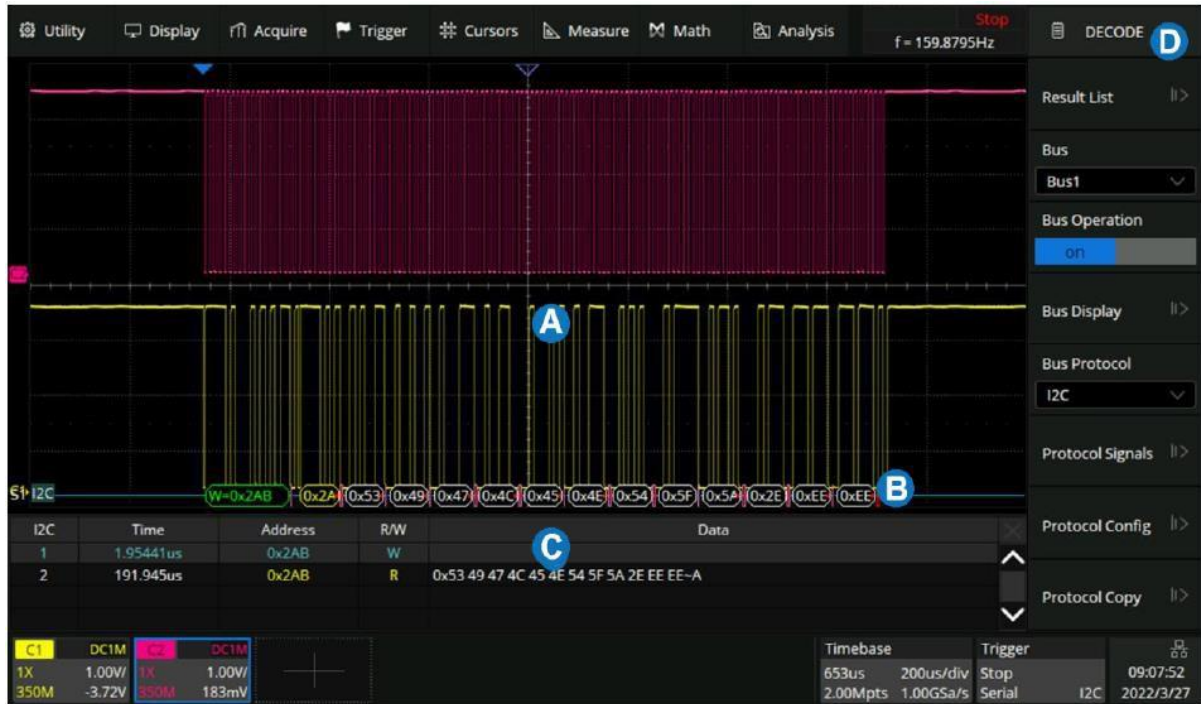 Utility Display Acquire Trigger Cursors Measure Math Analysis
Stop
f = 159.8795Hz
DECODE D
Result List
Bus
Bus1
Bus Operation
on
Bus Display
Bus Protocol
I2C
Protocol Signals
Protocol Config
Protocol Copy
A
S1 I2C W=0x2AB 0x2A 0x53 0x49 0x47 0x4C 0x45 0x4E 0x54 0x5F 0x5A 0x2E 0xEE 0xEE B
I2C Time Address R/W Data
1 1.95441us 0x2AB W
C
2 191.945us 0x2AB R 0x53 49 47 4C 45 4E 54 5F 5A 2E EE EE~A
C1 DC1M
1X 1.00V/
350M -3.72V
C2 DC1M
1X 1.00V/
350M 183mV
Timebase
653us 200us/div
2.00Mpts 1.00GSa/s
Trigger
Stop
Serial I2C
09:07:52
2022/3/27